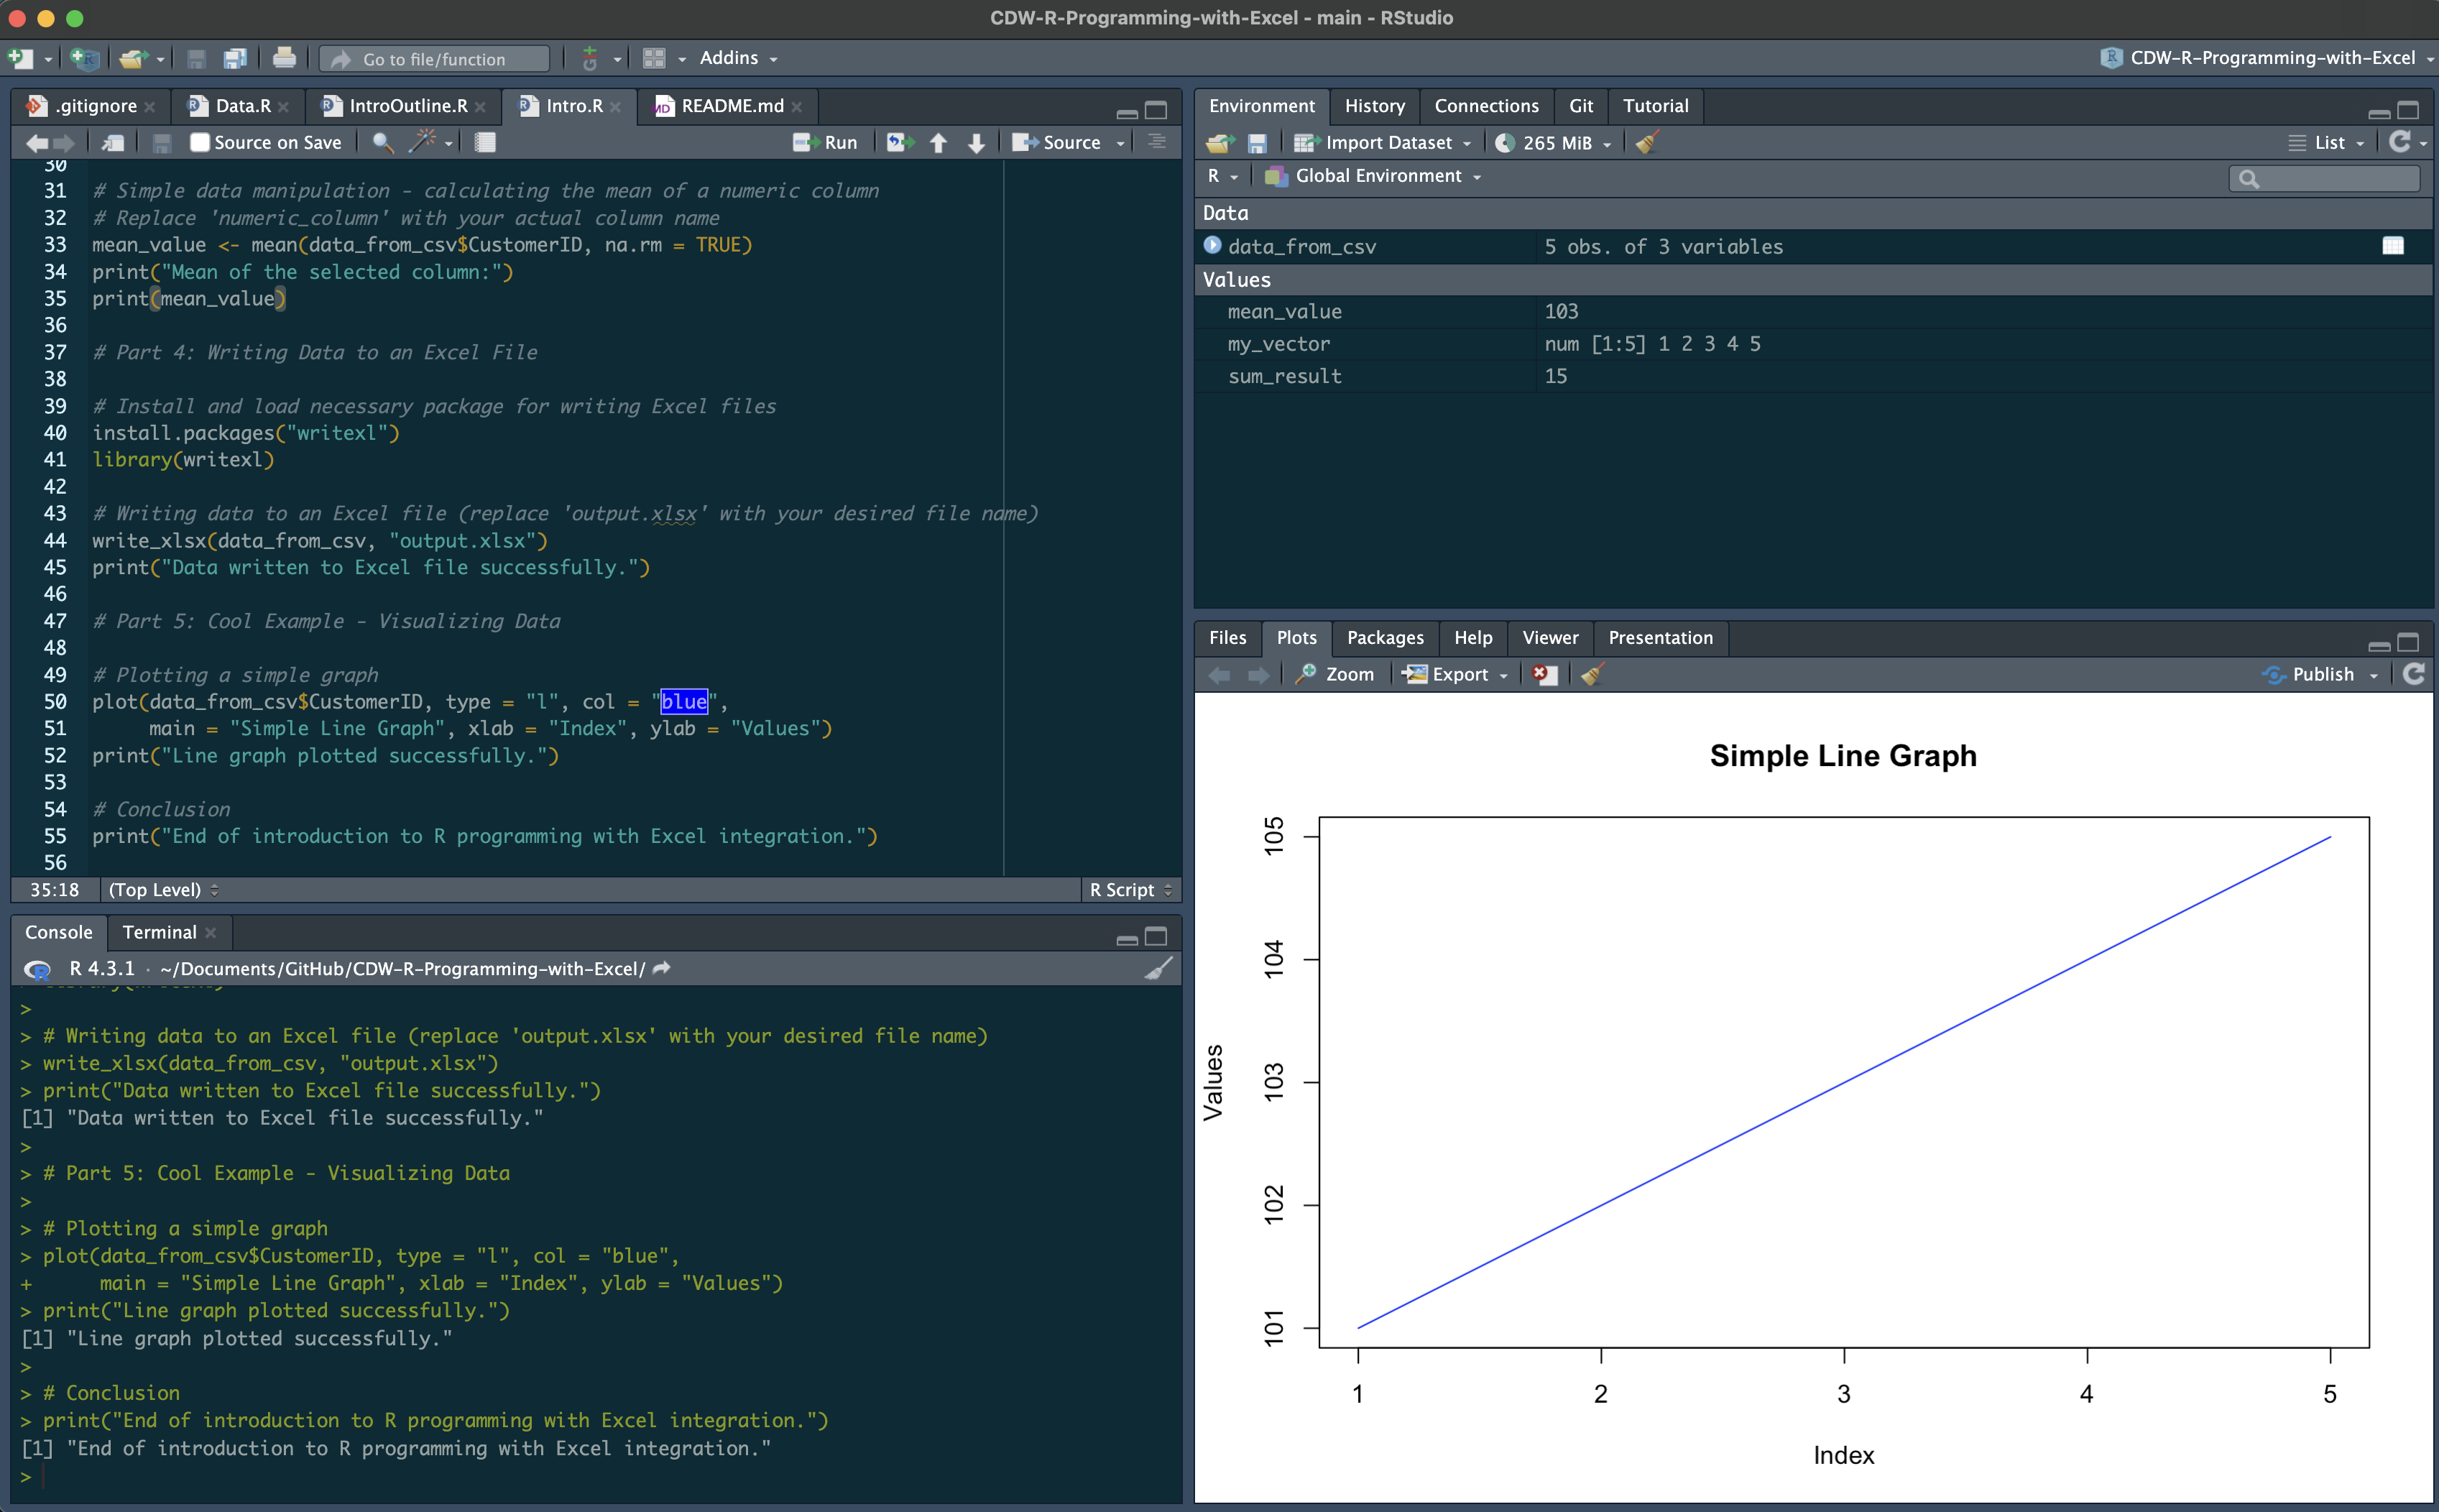 CDW-R-Programming-with-Excel - main - RStudio
Go to file/function
Addins
CDW-R-Programming-with-Excel
.gitignore
Data.R
IntroOutline.R
Intro.R
README.md
Source on Save
Run
Source
30
31 # Simple data manipulation - calculating the mean of a numeric column
32 # Replace 'numeric_column' with your actual column name
33 mean_value <- mean(data_from_csv$CustomerID, na.rm = TRUE)
34 print("Mean of the selected column:")
35 print(mean_value)
36
37 # Part 4: Writing Data to an Excel File
38
39 # Install and load necessary package for writing Excel files
40 install.packages("writexl")
41 library(writexl)
42
43 # Writing data to an Excel file (replace 'output.xlsx' with your desired file name)
44 write_xlsx(data_from_csv, "output.xlsx")
45 print("Data written to Excel file successfully.")
46
47 # Part 5: Cool Example - Visualizing Data
48
49 # Plotting a simple graph
50 plot(data_from_csv$CustomerID, type = "l", col = "blue",
51      main = "Simple Line Graph", xlab = "Index", ylab = "Values")
52 print("Line graph plotted successfully.")
53
54 # Conclusion
55 print("End of introduction to R programming with Excel integration.")
56
35:18 (Top Level)
R Script
Console
Terminal
R 4.3.1 · ~/Documents/GitHub/CDW-R-Programming-with-Excel/
>
> # Writing data to an Excel file (replace 'output.xlsx' with your desired file name)
> write_xlsx(data_from_csv, "output.xlsx")
> print("Data written to Excel file successfully.")
[1] "Data written to Excel file successfully."
>
> # Part 5: Cool Example - Visualizing Data
>
> # Plotting a simple graph
> plot(data_from_csv$CustomerID, type = "l", col = "blue",
+      main = "Simple Line Graph", xlab = "Index", ylab = "Values")
> print("Line graph plotted successfully.")
[1] "Line graph plotted successfully."
>
> # Conclusion
> print("End of introduction to R programming with Excel integration.")
[1] "End of introduction to R programming with Excel integration."
>
Environment
History
Connections
Git
Tutorial
Import Dataset
265 MiB
List
R
Global Environment
Data
data_from_csv 5 obs. of 3 variables
Values
mean_value 103
my_vector num [1:5] 1 2 3 4 5
sum_result 15
Files
Plots
Packages
Help
Viewer
Presentation
Zoom
Export
Publish
Simple Line Graph
Values
105
104
103
102
101
1 2 3 4 5
Index